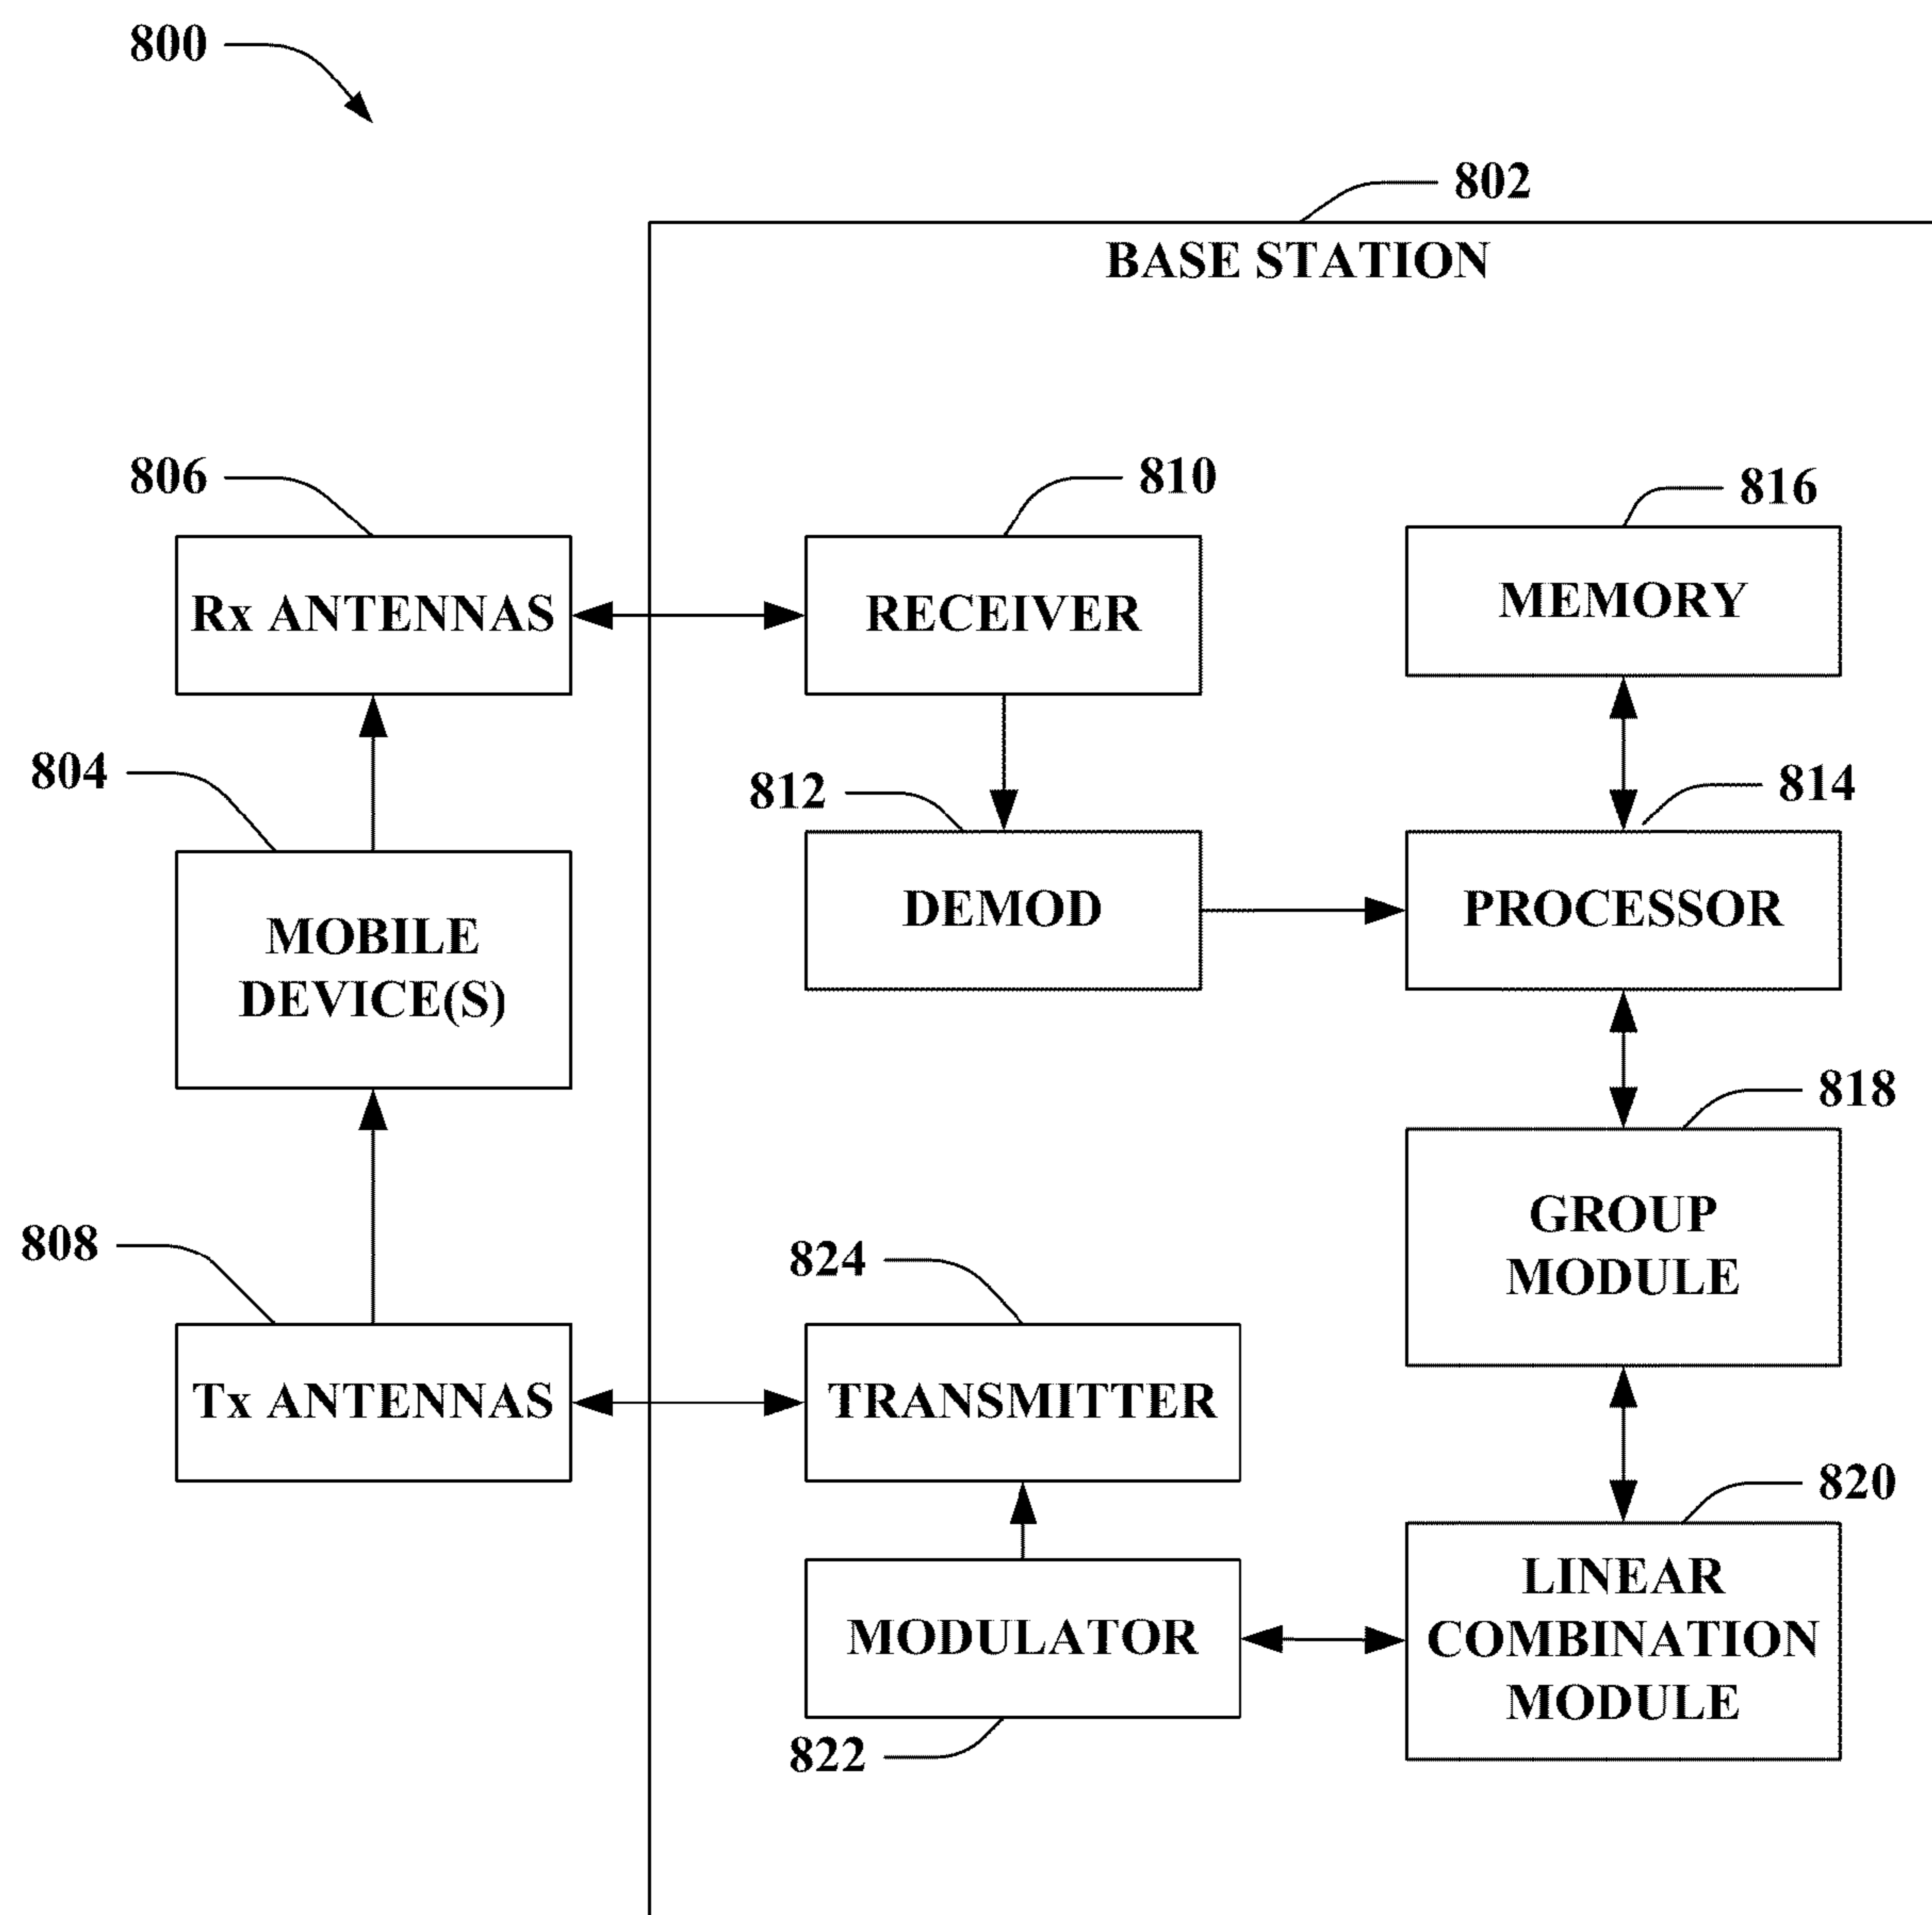 800
802
BASE STATION
806
810
816
Rx ANTENNAS
RECEIVER
MEMORY
804
812
814
MOBILE
DEVICE(S)
DEMOD
PROCESSOR
818
808
824
GROUP
MODULE
Tx ANTENNAS
TRANSMITTER
820
MODULATOR
LINEAR
COMBINATION
MODULE
822